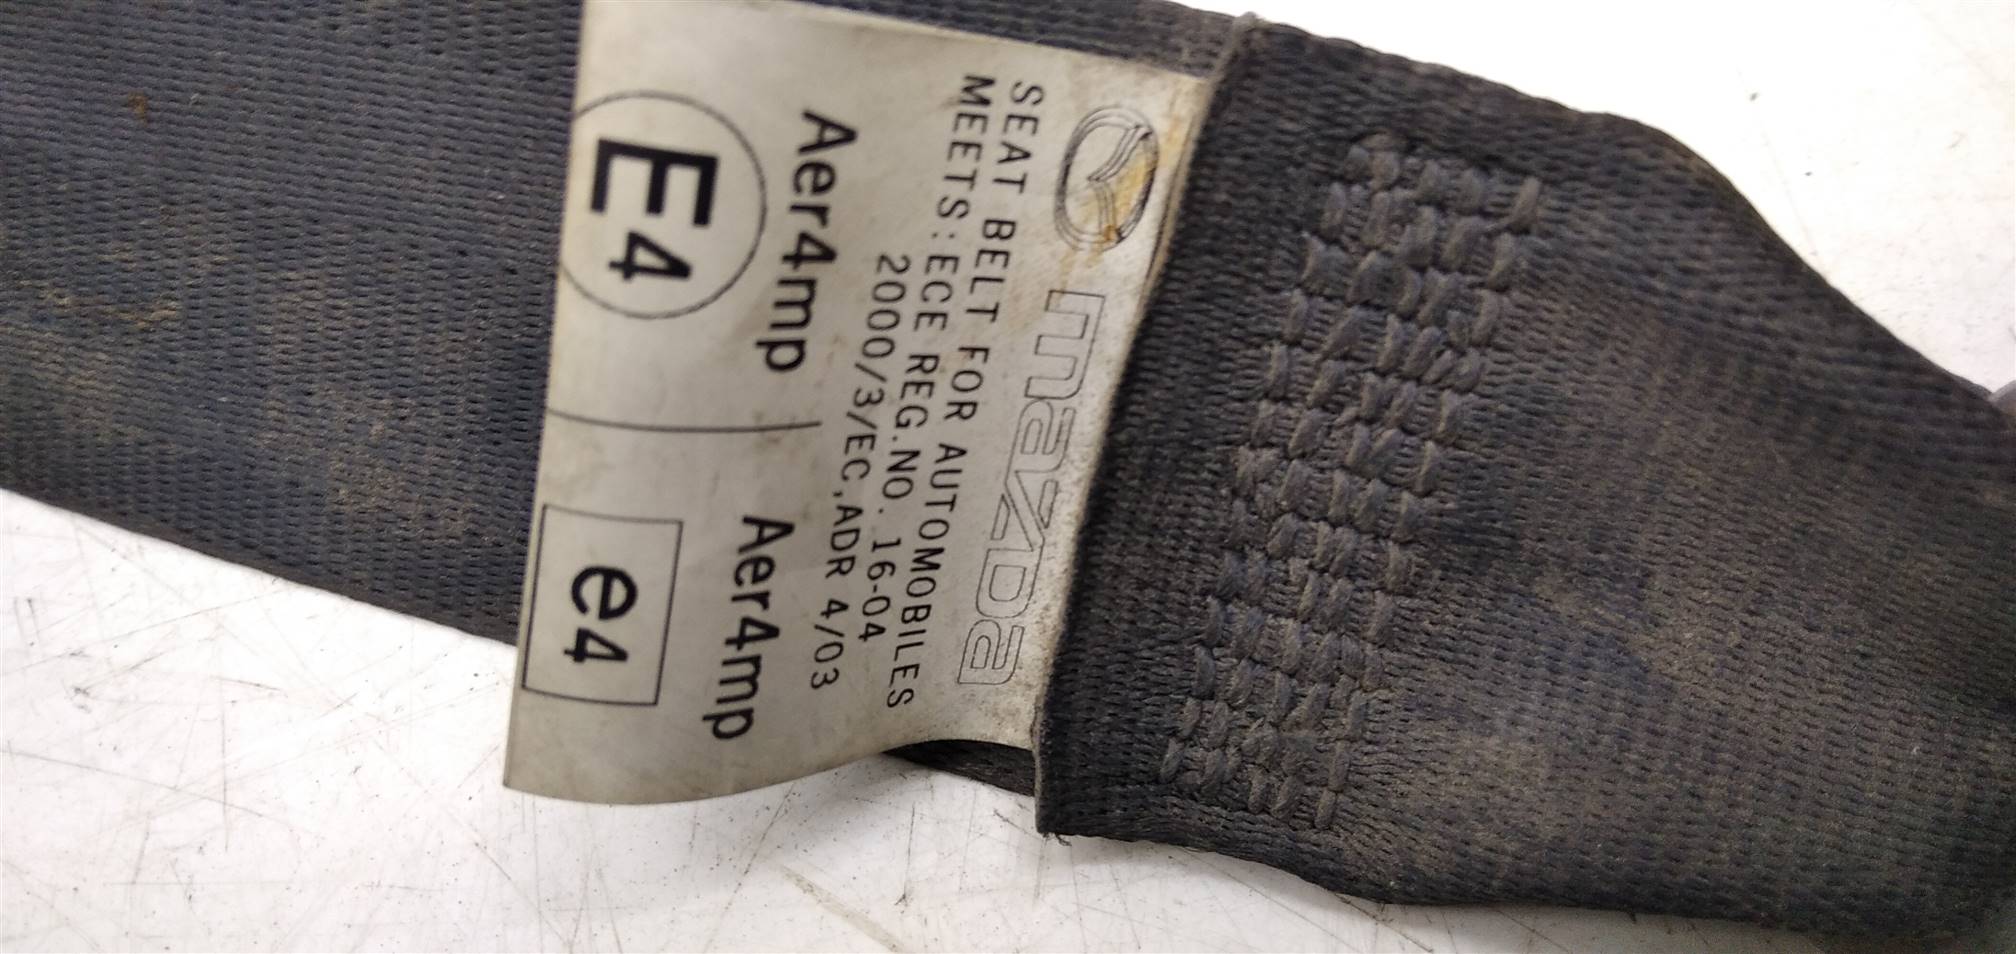 mazda
SEAT BELT FOR AUTOMOBILES
MEETS: ECE REG.NO. 16-04
2000/3/EC, ADR 4/03
Aer4mp
Aer4mp
E4
e4